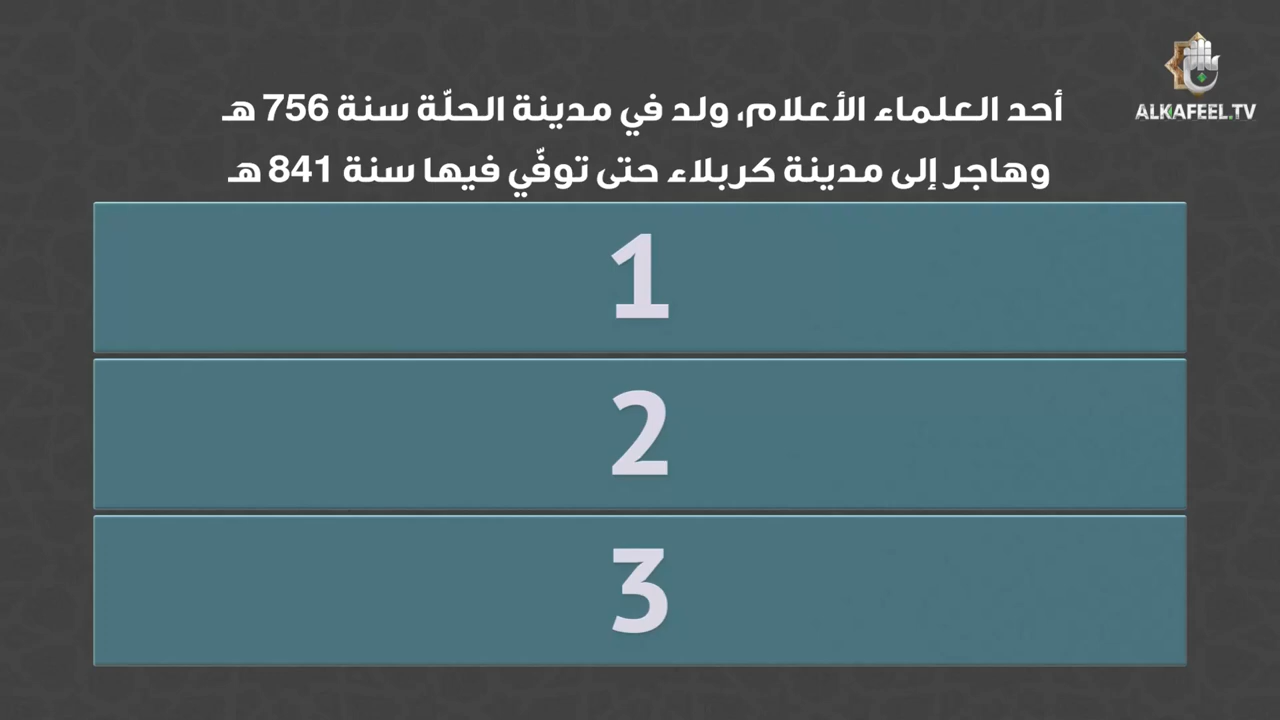 أحد العلماء الأعلام، ولد في مدينة الحلّة سنة 756 هـ
وهاجر إلى مدينة كربلاء حتى توفّي فيها سنة 841 هـ
1
2
3
ALKAFEEL.TV